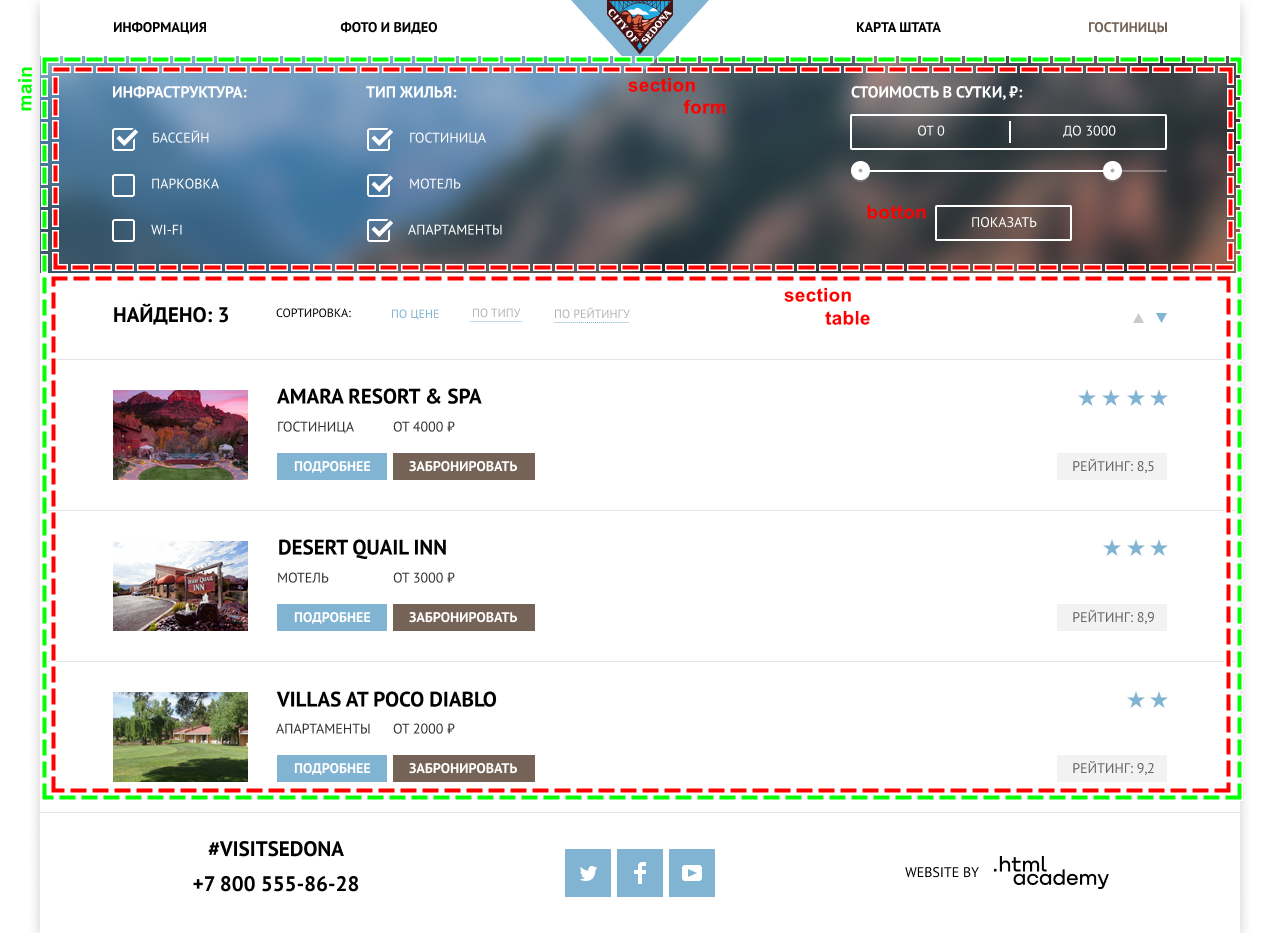 ИНФОРМАЦИЯ
ФОТО И ВИДЕО
CITY OF SEDONA
КАРТА ШТАТА
ГОСТИНИЦЫ
main
section
form
ИНФРАСТРУКТУРА:
ТИП ЖИЛЬЯ:
СТОИМОСТЬ В СУТКИ, ₽:
БАССЕЙН
ГОСТИНИЦА
ОТ 0
ДО 3000
ПАРКОВКА
МОТЕЛЬ
botton
ПОКАЗАТЬ
WI-FI
АПАРТАМЕНТЫ
section
table
НАЙДЕНО: 3
СОРТИРОВКА:
ПО ЦЕНЕ
ПО ТИПУ
ПО РЕЙТИНГУ
AMARA RESORT & SPA
ГОСТИНИЦА
ОТ 4000 ₽
ПОДРОБНЕЕ
ЗАБРОНИРОВАТЬ
РЕЙТИНГ: 8,5
DESERT QUAIL INN
DESERT QUAIL
INN
МОТЕЛЬ
ОТ 3000 ₽
ПОДРОБНЕЕ
ЗАБРОНИРОВАТЬ
РЕЙТИНГ: 8,9
VILLAS AT POCO DIABLO
АПАРТАМЕНТЫ
ОТ 2000 ₽
ПОДРОБНЕЕ
ЗАБРОНИРОВАТЬ
РЕЙТИНГ: 9,2
#VISITSEDONA
+7 800 555-86-28
WEBSITE BY
.html
academy